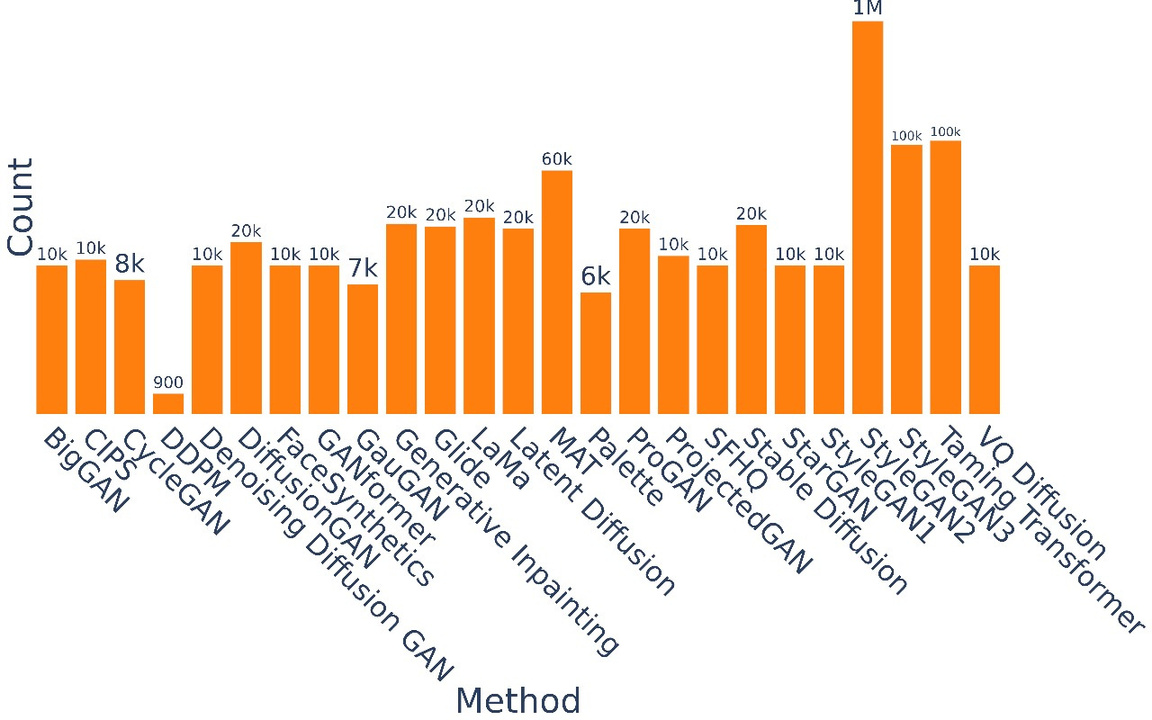 Count
10k
10k
8k
900
10k
20k
10k
10k
7k
20k
20k
20k
20k
60k
6k
20k
10k
10k
20k
10k
10k
1M
100k
100k
10k
BigGAN
CIPS
CycleGAN
DDPM
Denoising Diffusion GAN
DiffusionGAN
FaceSynthetics
GANformer
GauGAN
Generative Inpainting
Glide
LaMa
Latent Diffusion
MAT
Palette
ProGAN
ProjectedGAN
SFHQ
Stable Diffusion
StarGAN
StyleGAN1
StyleGAN2
StyleGAN3
Taming Transformer
VQ Diffusion
Method